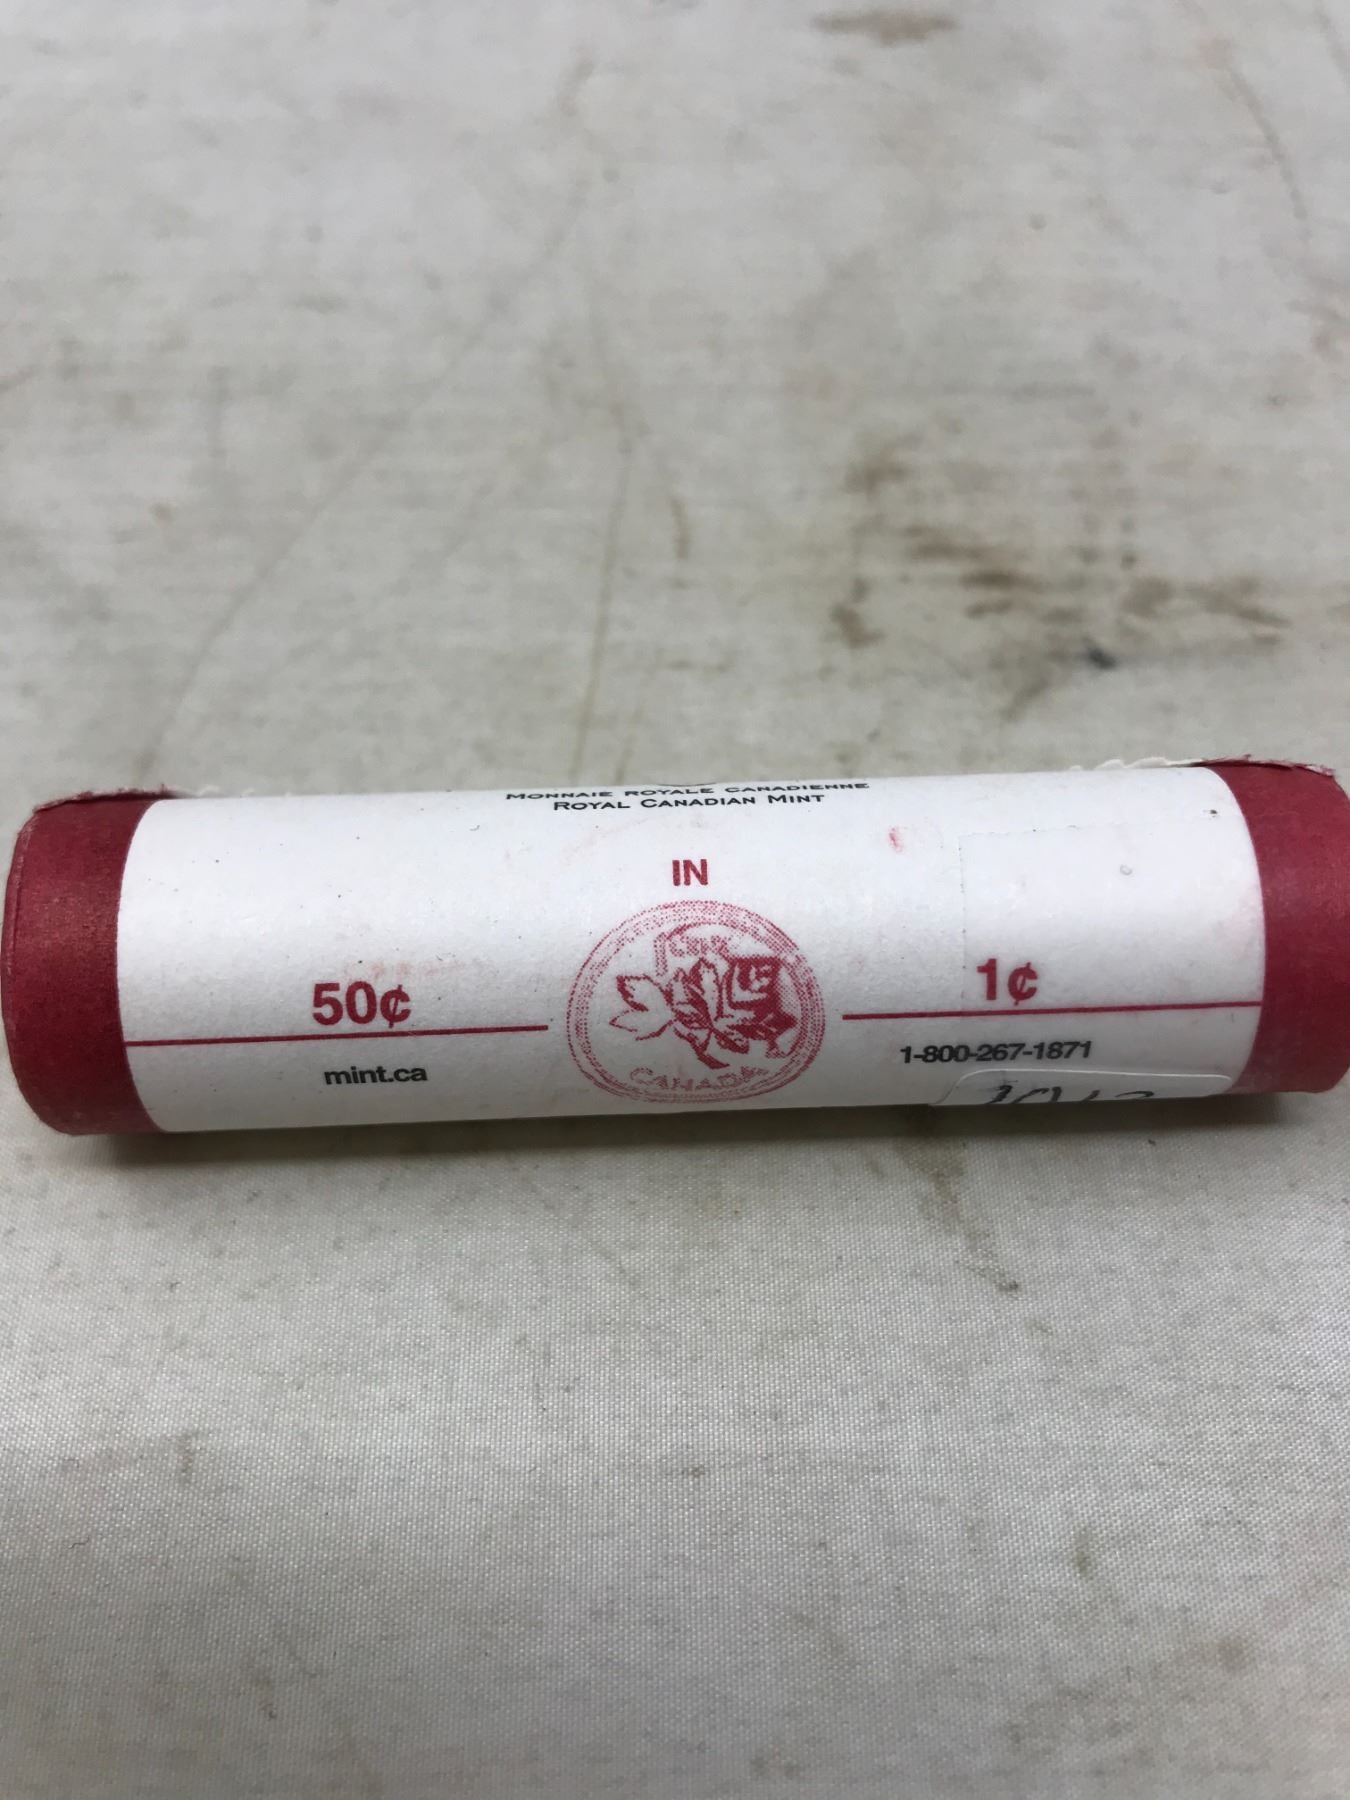 MONNAIE ROYALE CANADIENNE
ROYAL CANADIAN MINT
IN
50¢
1¢
mint.ca
1-800-267-1871
CANADA